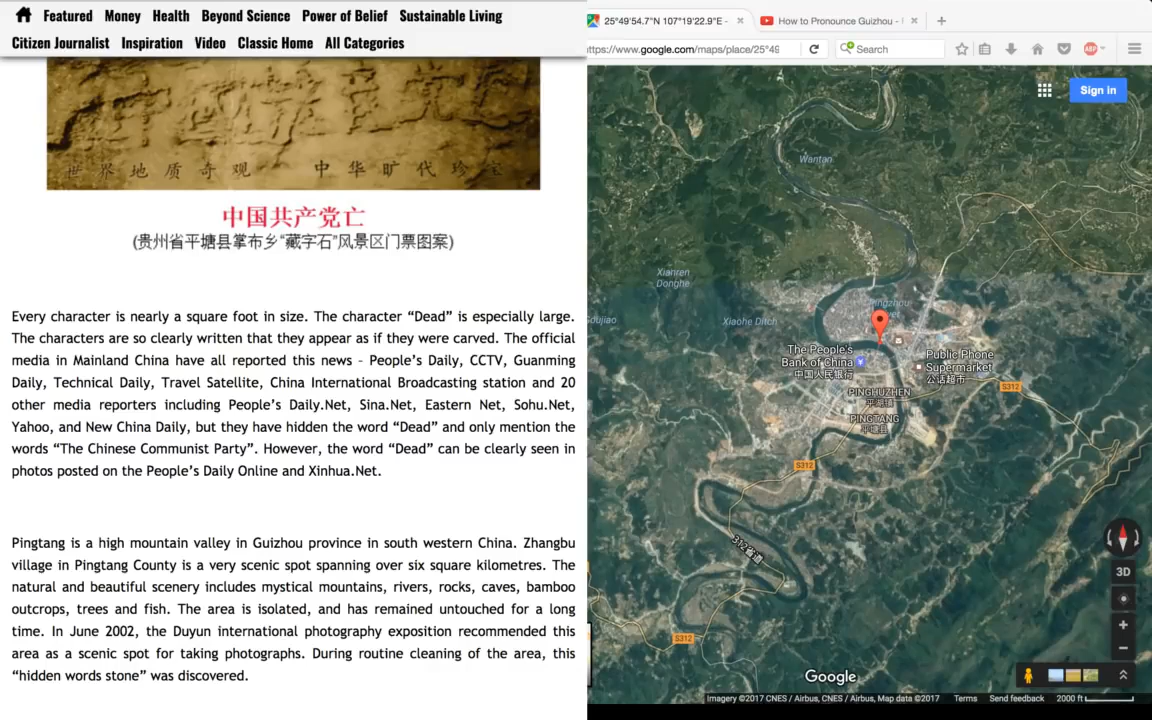 Featured Money Health Beyond Science Power of Belief Sustainable Living
Citizen Journalist Inspiration Video Classic Home All Categories
世界地质奇观 中华旷代珍宝
中国共产党亡
(贵州省平塘县掌布乡“藏字石”风景区门票图案)
Every character is nearly a square foot in size. The character “Dead” is especially large.
The characters are so clearly written that they appear as if they were carved. The official
media in Mainland China have all reported this news – People’s Daily, CCTV, Guanming
Daily, Technical Daily, Travel Satellite, China International Broadcasting station and 20
other media reporters including People’s Daily.Net, Sina.Net, Eastern Net, Sohu.Net,
Yahoo, and New China Daily, but they have hidden the word “Dead” and only mention the
words “The Chinese Communist Party”. However, the word “Dead” can be clearly seen in
photos posted on the People’s Daily Online and Xinhua.Net.
Pingtang is a high mountain valley in Guizhou province in south western China. Zhangbu
village in Pingtang County is a very scenic spot spanning over six square kilometres. The
natural and beautiful scenery includes mystical mountains, rivers, rocks, caves, bamboo
outcrops, trees and fish. The area is isolated, and has remained untouched for a long
time. In June 2002, the Duyun international photography exposition recommended this
area as a scenic spot for taking photographs. During routine cleaning of the area, this
“hidden words stone” was discovered.
25°49'54.7"N 107°19'22.9"E -
How to Pronounce Guizhou -
https://www.google.com/maps/place/25°49
Search
ABP
Sign in
Wantan
Xianren
Donghe
Xiaohe Ditch
The People's
Bank of China
中国人民银行
Public Phone
Supermarket
公话超市
S312
PINGHUZHEN
平湖镇
PINGTANG
平塘县
S312
312省道
S312
3D
Google
Imagery ©2017 CNES / Airbus, CNES / Airbus, Map data ©2017 Terms Send feedback 2000 ft